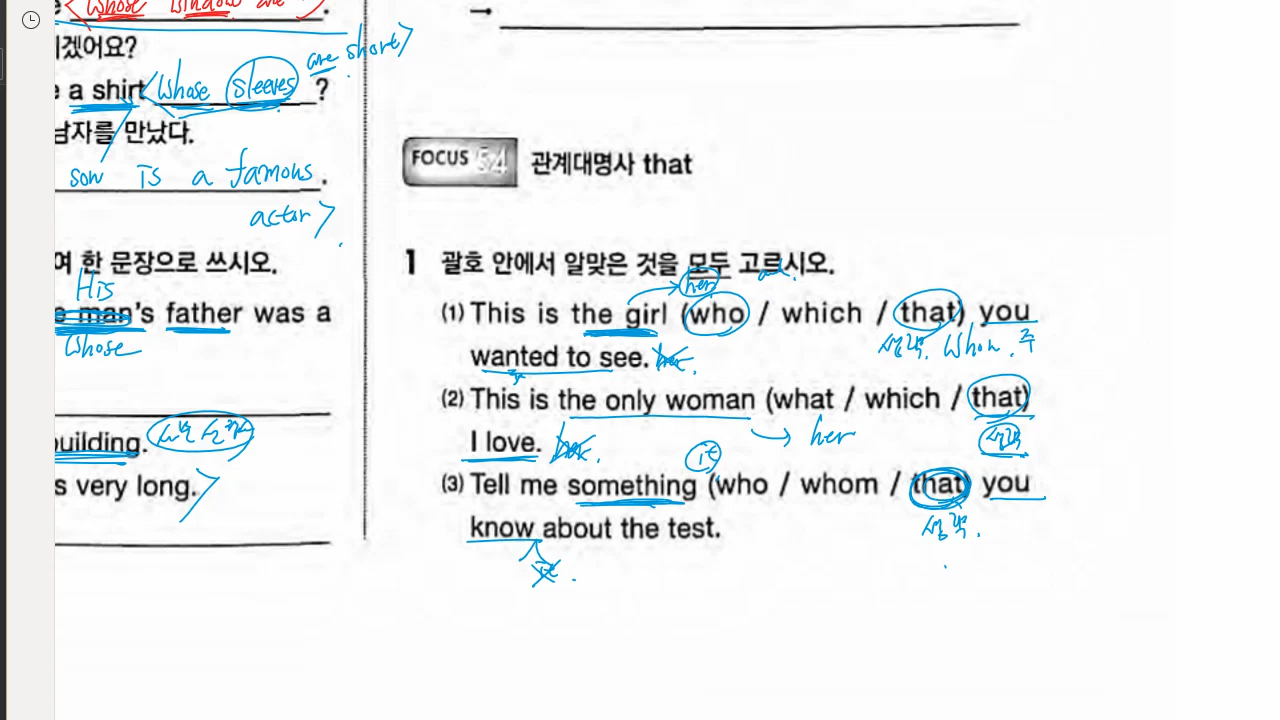 whose window are
.
기겠어요?
are short
a shirt whose sleeves ?
남자를 만났다.
son is a famous
.
actor
.
여 한 문장으로 쓰시오.
His
man's father was a
whose
building.
s very long.
→
FOCUS 54 관계대명사 that
1 괄호 안에서 알맞은 것을 모두 고르시오.
her
(1) This is the girl (who / which / that) you
생략. whom. 주
wanted to see.
(2) This is the only woman (what / which / that)
her 생략
I love.
it
(3) Tell me something (who / whom / that) you
생략.
know about the test.